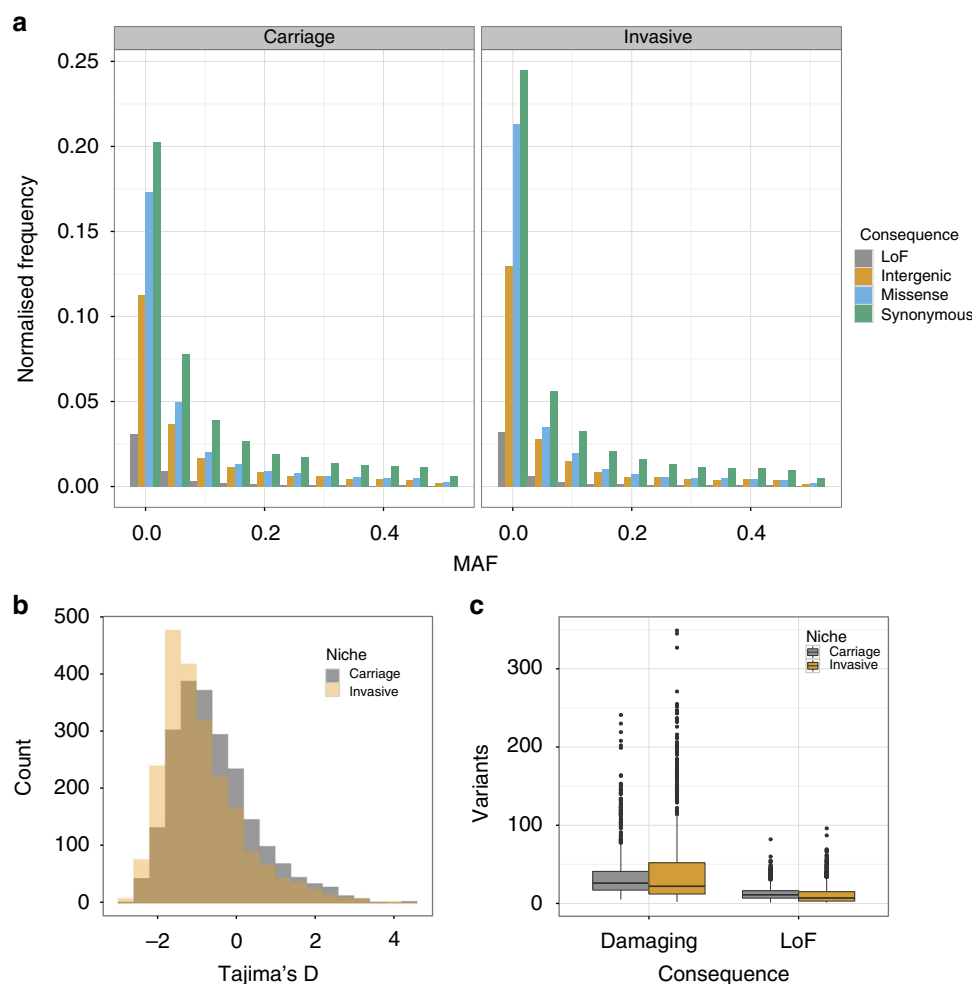 a
Carriage
Invasive
0.25
0.20
0.15
0.10
0.05
0.00
Normalised frequency
0.0
0.2
0.4
0.0
0.2
0.4
MAF
Consequence
LoF
Intergenic
Missense
Synonymous
b
500
400
300
200
100
0
Count
Niche
Carriage
Invasive
−2
0
2
4
Tajima's D
c
300
200
100
0
Variants
Niche
Carriage
Invasive
Damaging
LoF
Consequence